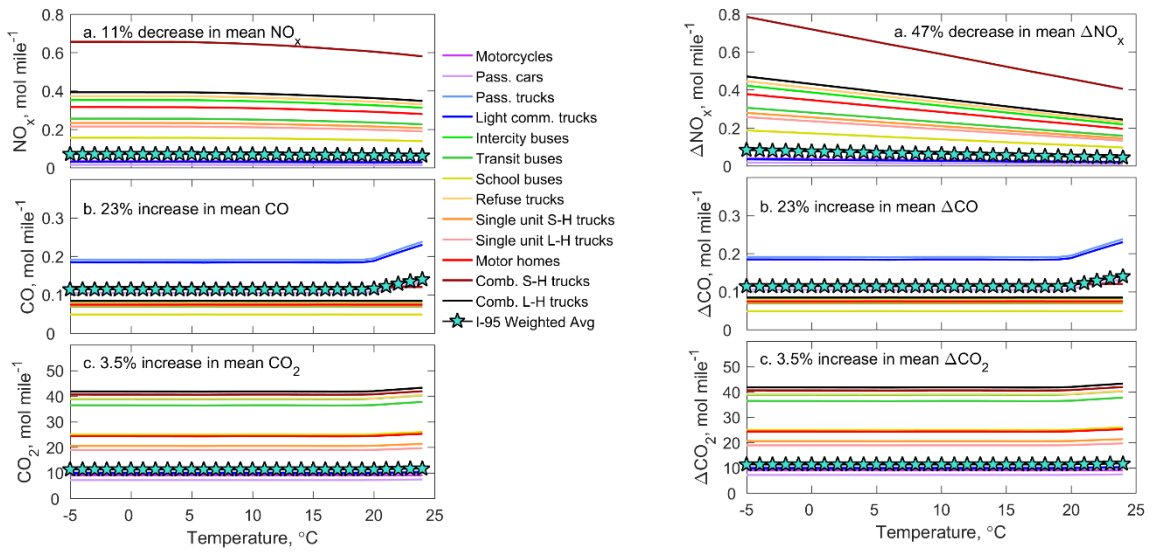 a. 11% decrease in mean NOₓ
NOₓ, mol mile⁻¹
0.8
0.6
0.4
0.2
0
b. 23% increase in mean CO
CO, mol mile⁻¹
0.3
0.2
0.1
0
c. 3.5% increase in mean CO₂
CO₂, mol mile⁻¹
50
40
30
20
10
0
-5
0
5
10
15
20
25
Temperature, °C
Motorcycles
Pass. cars
Pass. trucks
Light comm. trucks
Intercity buses
Transit buses
School buses
Refuse trucks
Single unit S-H trucks
Single unit L-H trucks
Motor homes
Comb. S-H trucks
Comb. L-H trucks
I-95 Weighted Avg
a. 47% decrease in mean ΔNOₓ
ΔNOₓ, mol mile⁻¹
0.8
0.6
0.4
0.2
0
b. 23% increase in mean ΔCO
ΔCO, mol mile⁻¹
0.3
0.2
0.1
0
c. 3.5% increase in mean ΔCO₂
ΔCO₂, mol mile⁻¹
50
40
30
20
10
0
-5
0
5
10
15
20
25
Temperature, °C